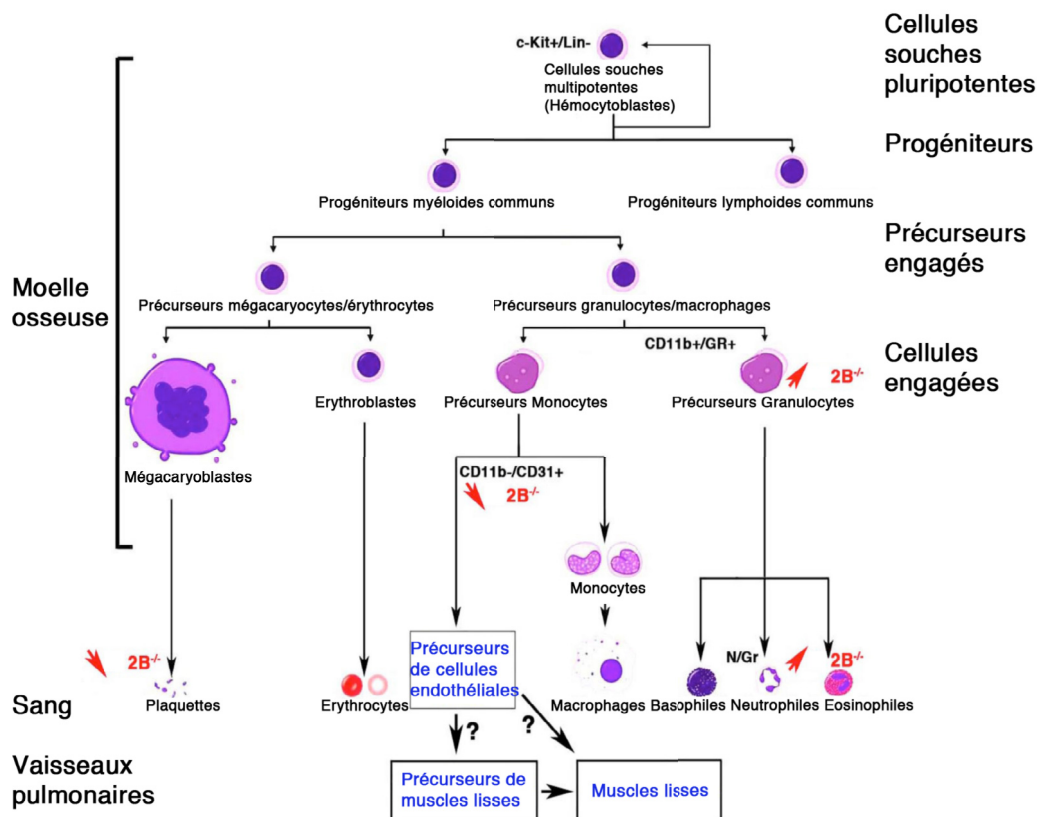 c-Kit+/Lin-
Cellules souches
multipotentes
(Hémocytoblastes)
Cellules
souches
pluripotentes
Progéniteurs
Progéniteurs myéloides communs
Progéniteurs lymphoides communs
Précurseurs
engagés
Moelle
osseuse
Précurseurs mégacaryocytes/érythrocytes
Précurseurs granulocytes/macrophages
CD11b+/GR+
Cellules
engagées
2B-/-
Erythroblastes
Précurseurs Monocytes
Précurseurs Granulocytes
Mégacaryoblastes
CD11b-/CD31+
2B-/-
Monocytes
Précurseurs
de cellules
endothéliales
2B-/-
N/Gr
2B-/-
Sang
Plaquettes
Erythrocytes
Macrophages
Basophiles
Neutrophiles
Eosinophiles
?
?
Vaisseaux
pulmonaires
Précurseurs de
muscles lisses
Muscles lisses